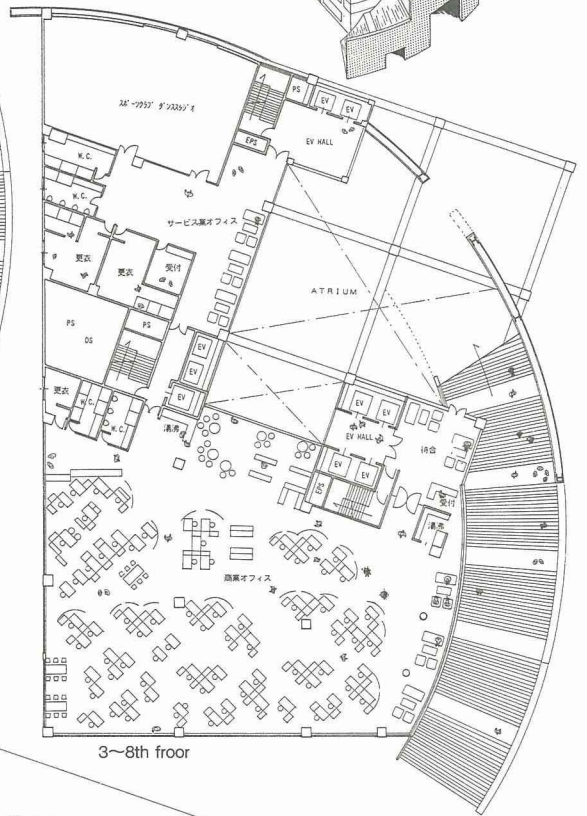 スポーツクラブ ダンススタジオ
PS
EV
EV
EPS
EV HALL
W.C.
W.C.
サービス業オフィス
更衣
更衣
受付
ATRIUM
PS
DS
PS
EV
EV
EV
更衣
W.C.
W.C.
湯沸
EV
EV
EV HALL
待合
EV
EV
EPS
受付
湯沸
商業オフィス
3〜8th froor